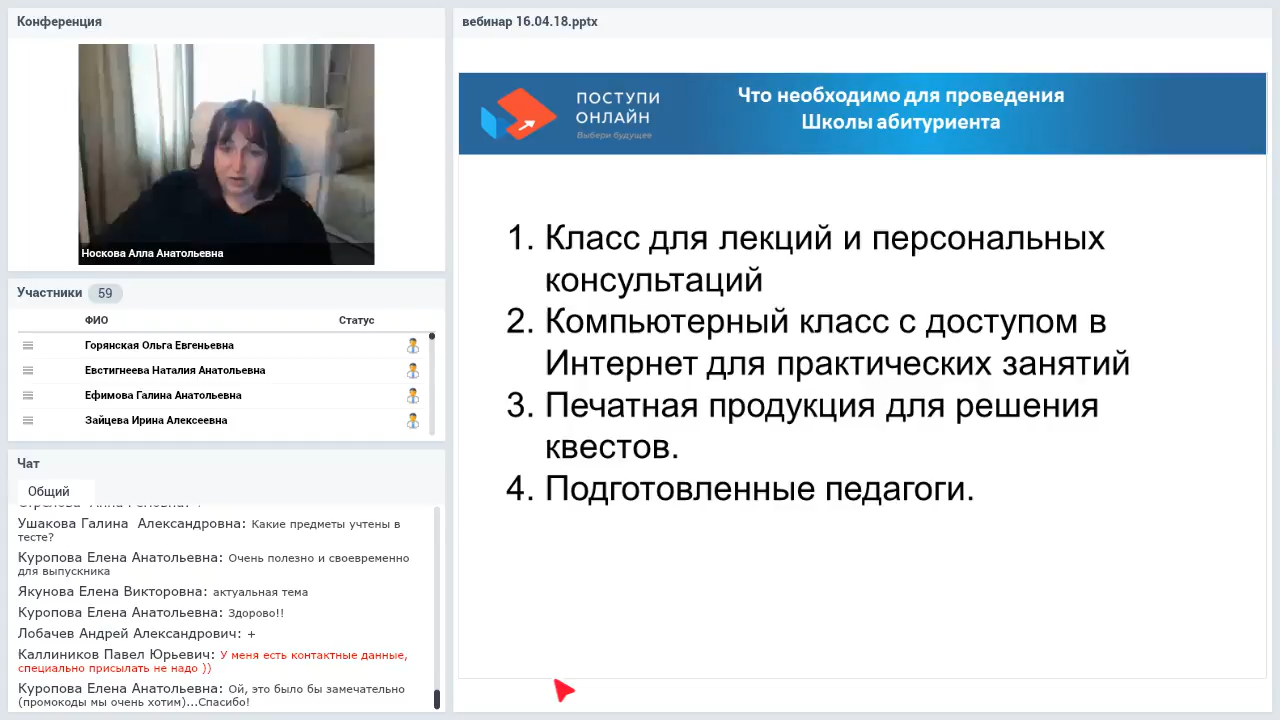 Конференция
Носкова Алла Анатольевна
Участники 59
ФИО Статус
Горянская Ольга Евгеньевна
Евстигнеева Наталия Анатольевна
Ефимова Галина Анатольевна
Зайцева Ирина Алексеевна
Чат
Общий
Ушакова Галина Александровна: Какие предметы учтены в
тесте?
Куропова Елена Анатольевна: Очень полезно и своевременно
для выпускника
Якунова Елена Викторовна: актуальная тема
Куропова Елена Анатольевна: Здорово!!
Лобачев Андрей Александрович: +
Каллиников Павел Юрьевич: У меня есть контактные данные,
специально присылать не надо ))
Куропова Елена Анатольевна: Ой, это было бы замечательно
(промокоды мы очень хотим)...Спасибо!
вебинар 16.04.18.pptx
ПОСТУПИ
ОНЛАЙН
Выбери будущее
Что необходимо для проведения
Школы абитуриента
1. Класс для лекций и персональных
консультаций
2. Компьютерный класс с доступом в
Интернет для практических занятий
3. Печатная продукция для решения
квестов.
4. Подготовленные педагоги.